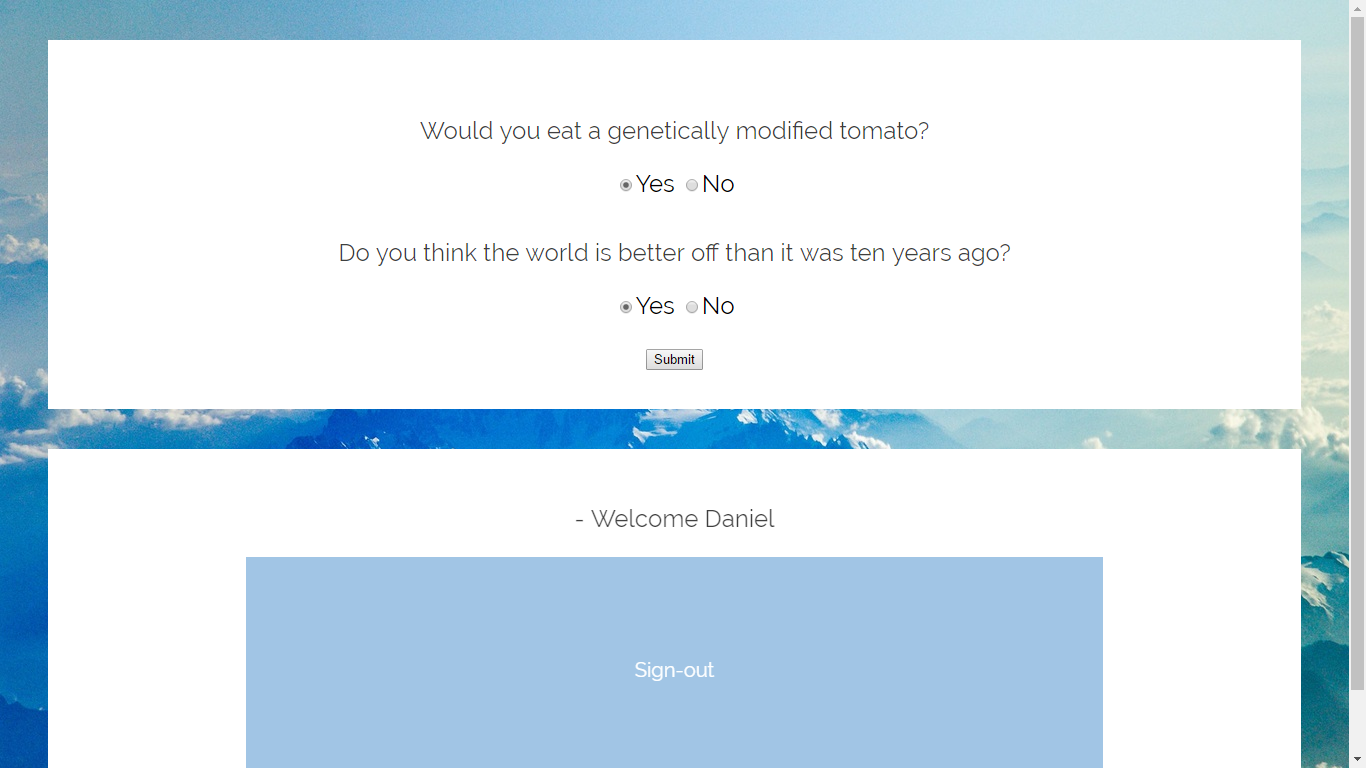 Would you eat a genetically modified tomato?
Yes No
Do you think the world is better off than it was ten years ago?
Yes No
Submit
- Welcome Daniel
Sign-out